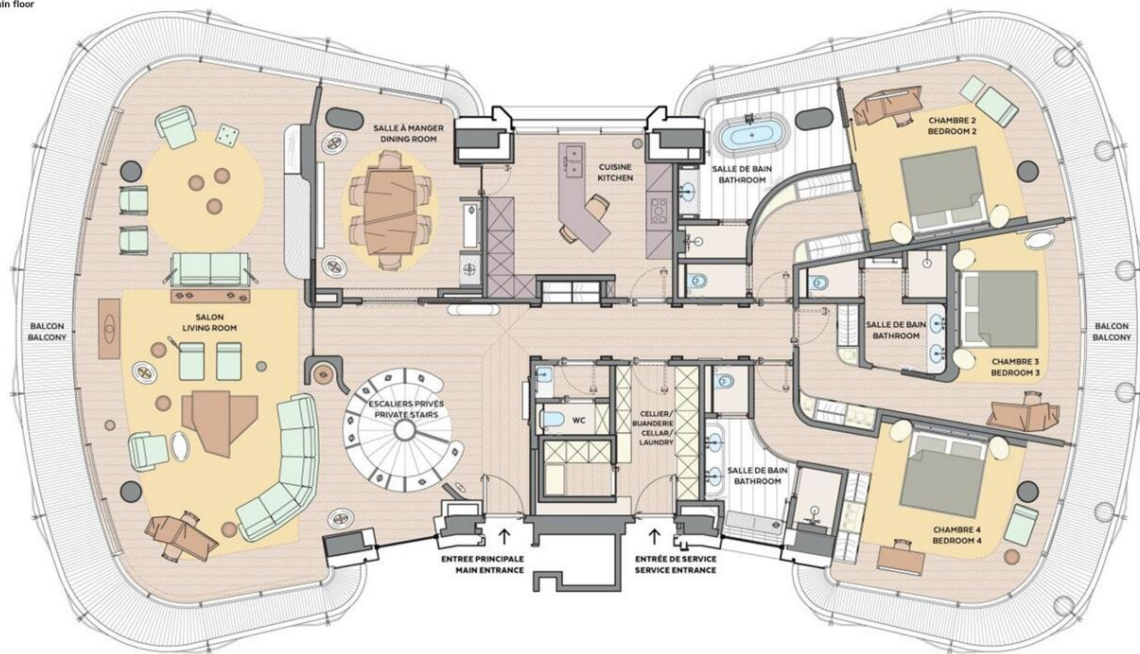 ain floor
SALLE À MANGER
DINING ROOM
CUISINE
KITCHEN
SALLE DE BAIN
BATHROOM
CHAMBRE 2
BEDROOM 2
SALON
LIVING ROOM
BALCON
BALCONY
SALLE DE BAIN
BATHROOM
BALCON
BALCONY
CHAMBRE 3
BEDROOM 3
ESCALIERS PRIVÉS
PRIVATE STAIRS
WC
CELLIER/
BUANDERIE
CELLAR/
LAUNDRY
SALLE DE BAIN
BATHROOM
CHAMBRE 4
BEDROOM 4
ENTREE PRINCIPALE
MAIN ENTRANCE
ENTRÉE DE SERVICE
SERVICE ENTRANCE